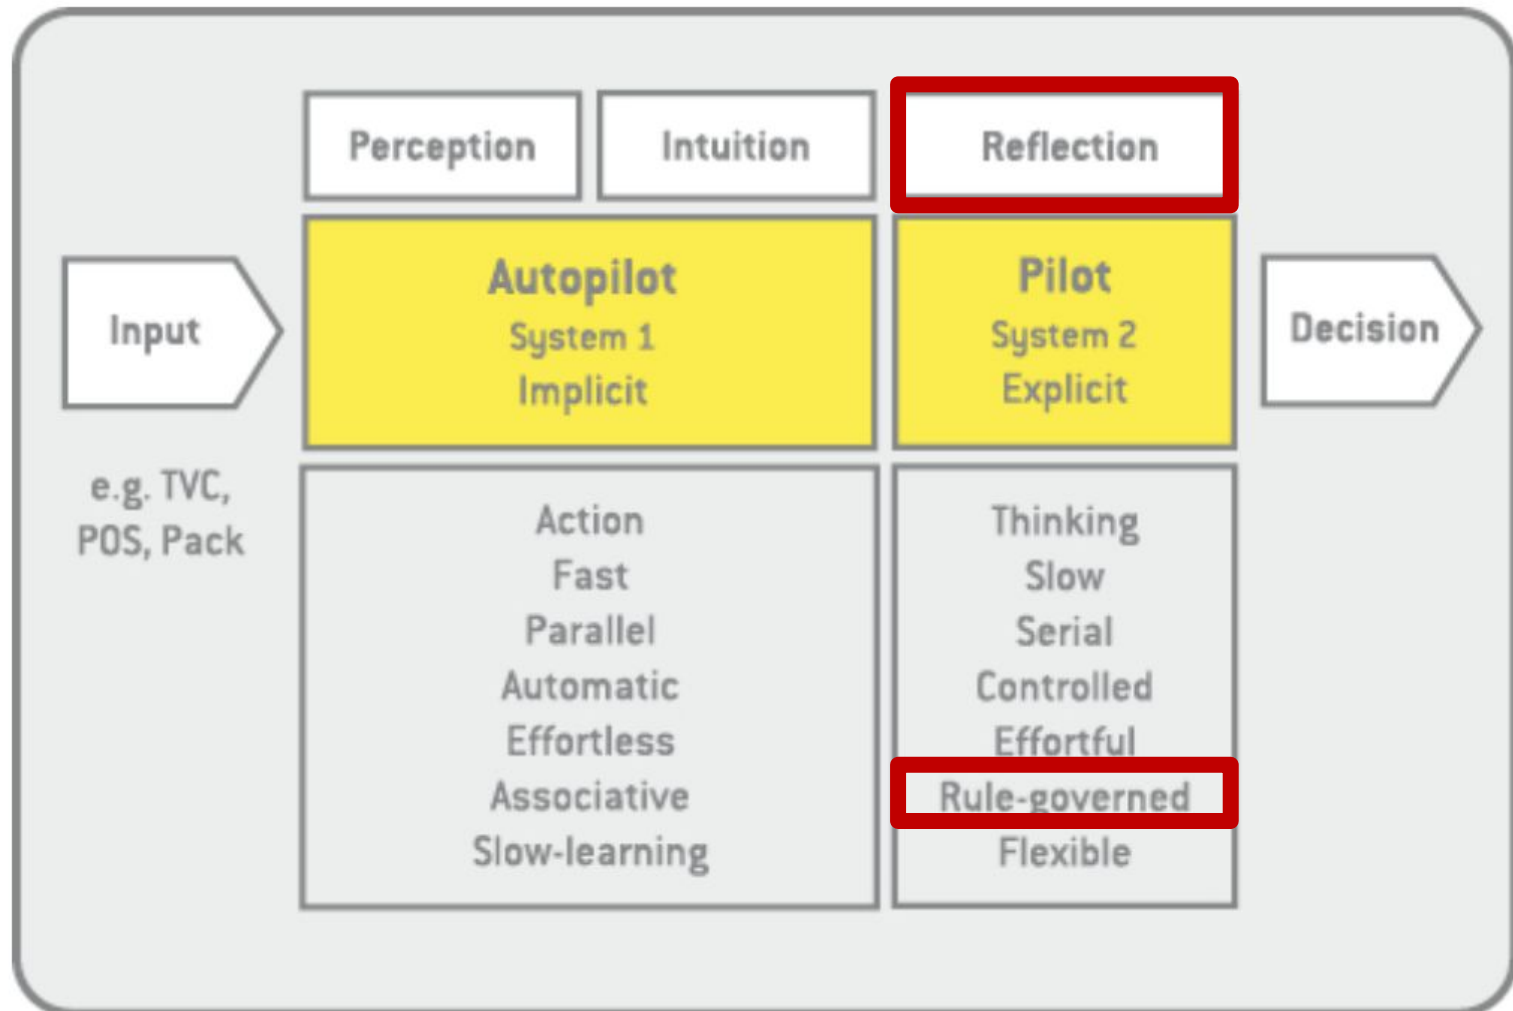 Perception
Intuition
Reflection
Input
Autopilot
System 1
Implicit
Pilot
System 2
Explicit
Decision
e.g. TVC,
POS, Pack
Action
Fast
Parallel
Automatic
Effortless
Associative
Slow-learning
Thinking
Slow
Serial
Controlled
Effortful
Rule-governed
Flexible